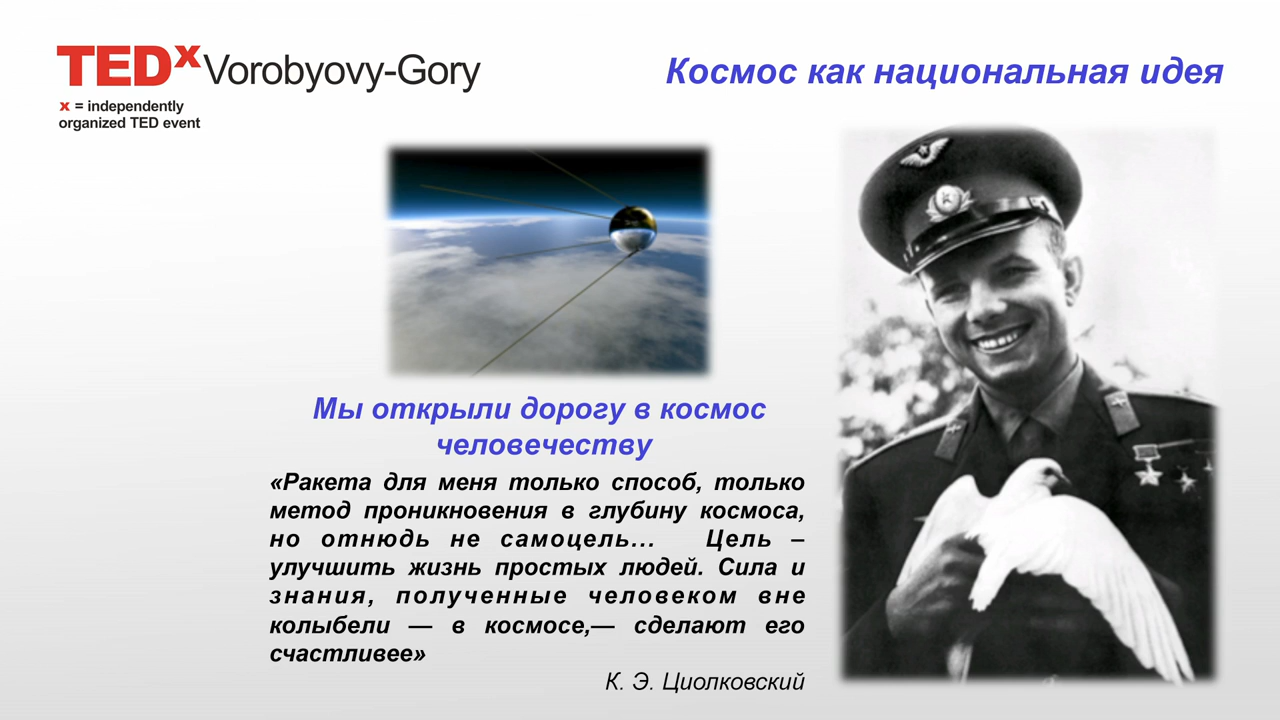 TEDxVorobyovy-Gory
x = independently
organized TED event
Космос как национальная идея
Мы открыли дорогу в космос
человечеству
«Ракета для меня только способ, только
метод проникновения в глубину космоса,
но отнюдь не самоцель... Цель –
улучшить жизнь простых людей. Сила и
знания, полученные человеком вне
колыбели — в космосе,— сделают его
счастливее»
К. Э. Циолковский